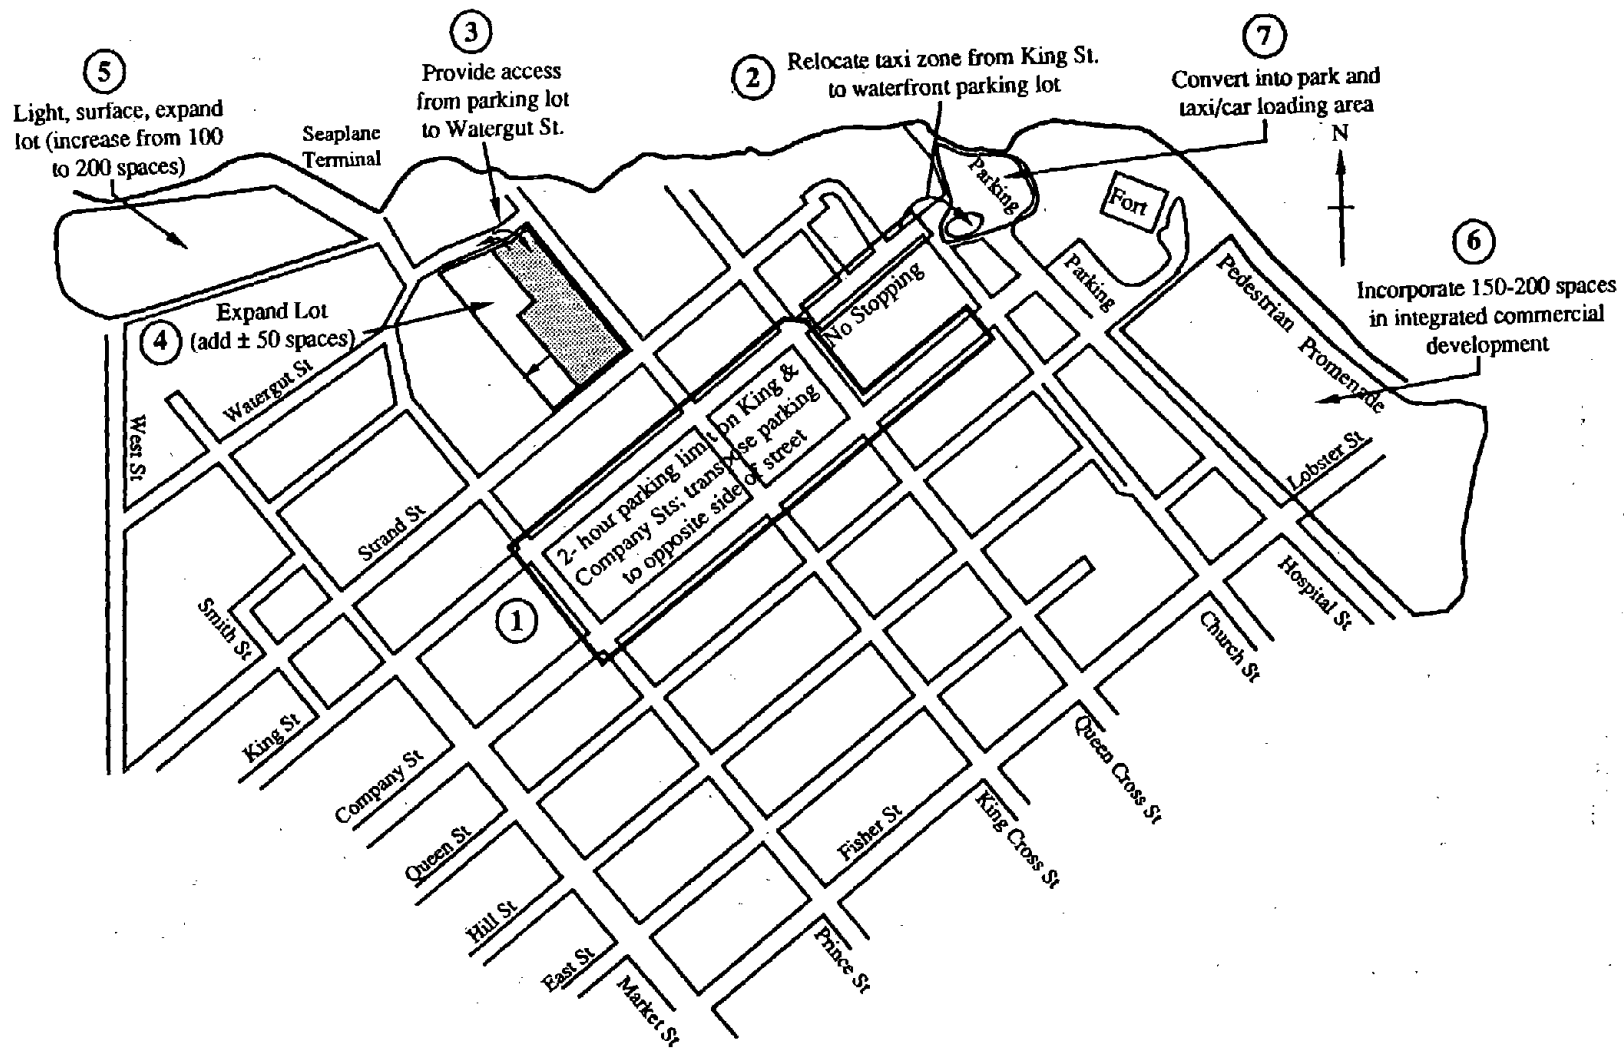 5
Light, surface, expand
lot (increase from 100
to 200 spaces)
Seaplane
Terminal
3
Provide access
from parking lot
to Watergut St.
2
Relocate taxi zone from King St.
to waterfront parking lot
7
Convert into park and
taxi/car loading area
N
Parking
Fort
Parking
6
Incorporate 150-200 spaces
in integrated commercial
development
Pedestrian Promenade
Expand Lot
(add ± 50 spaces)
4
No Stopping
Watergut St
West St
Strand St
2- hour parking limit on King &
Company Sts; transpose parking
to opposite side of street
1
Lobster St
Hospital St
Church St
Smith St
King St
Company St
Queen St
Hill St
East St
Market St
Prince St
Fisher St
King Cross St
Queen Cross St